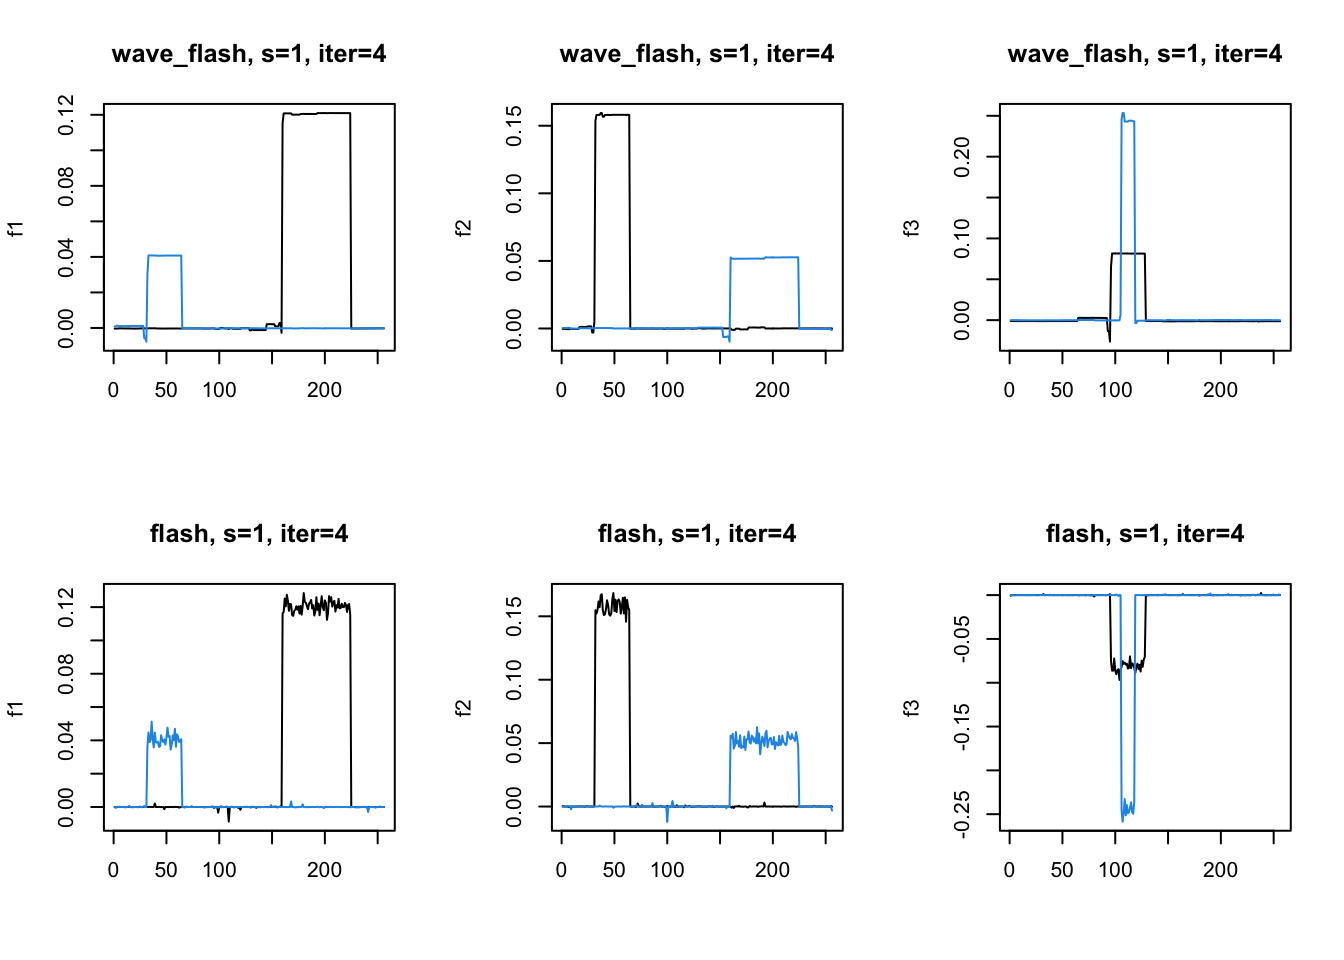 wave_flash, s=1, iter=4
f1
0.00 0.04 0.08 0.12
0 50 100 200
wave_flash, s=1, iter=4
f2
0.00 0.05 0.10 0.15
0 50 100 200
wave_flash, s=1, iter=4
f3
0.00 0.10 0.20
0 50 100 200
flash, s=1, iter=4
f1
0.00 0.04 0.08 0.12
0 50 100 200
flash, s=1, iter=4
f2
0.00 0.05 0.10 0.15
0 50 100 200
flash, s=1, iter=4
f3
-0.25 -0.15 -0.05
0 50 100 200